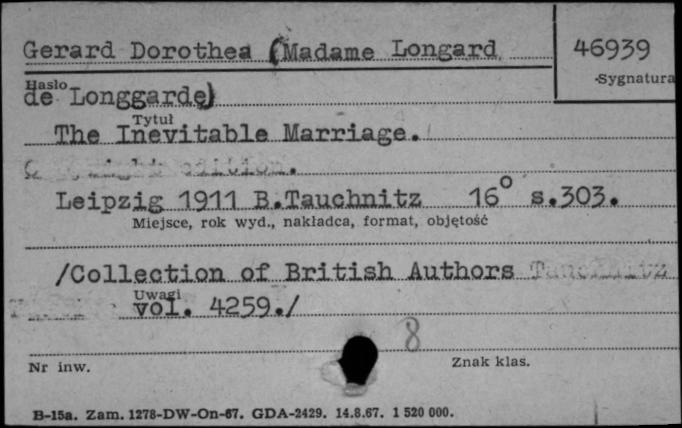 Gerard Dorothea (Madame Longard
46939
Sygnatura
Hasło
de Longgarde)
Tytuł
The Inevitable Marriage.
edition.
Leipzig 1911 B.Tauchnitz 16° s.303.
Miejsce, rok wyd., nakładca, format, objętość
/Collection of British Authors Tauchnitz
Uwagi
vol. 4259./
8
Nr inw.
Znak klas.
B-15a. Zam. 1278-DW-On-67. GDA-2429. 14.8.67. 1 520 000.